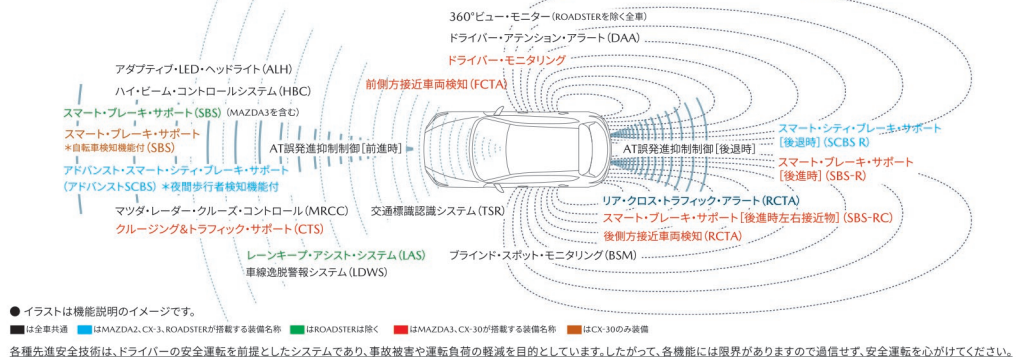 360°ビュー・モニター(ROADSTERを除く全車)
ドライバー・アテンション・アラート(DAA)
ドライバー・モニタリング
前側方接近車両検知(FCTA)
アダプティブ・LED・ヘッドライト(ALH)
ハイ・ビーム・コントロールシステム(HBC)
スマート・ブレーキ・サポート(SBS)(MAZDA3を含む)
スマート・ブレーキ・サポート
＊自転車検知機能付(SBS)
AT誤発進抑制制御[前進時]
アドバンスト・スマート・シティ・ブレーキ・サポート
(アドバンストSCBS)＊夜間歩行者検知機能付
マツダ・レーダー・クルーズ・コントロール(MRCC)
クルージング&トラフィック・サポート(CTS)
レーンキープ・アシスト・システム(LAS)
車線逸脱警報システム(LDWS)
交通標識認識システム(TSR)
AT誤発進抑制制御[後退時]
スマート・シティ・ブレーキ・サポート
[後退時](SCBS R)
スマート・ブレーキ・サポート
[後進時](SBS-R)
リア・クロス・トラフィック・アラート(RCTA)
スマート・ブレーキ・サポート[後進時左右接近物](SBS-RC)
後側方接近車両検知(RCTA)
ブラインド・スポット・モニタリング(BSM)
●イラストは機能説明のイメージです。
は全車共通 はMAZDA2、CX-3、ROADSTERが搭載する装備名称 はROADSTERは除く はMAZDA3、CX-30が搭載する装備名称 はCX-30のみ装備
各種先進安全技術は、ドライバーの安全運転を前提としたシステムであり、事故被害や運転負荷の軽減を目的としています。したがって、各機能には限界がありますので過信せず、安全運転を心がけてください。